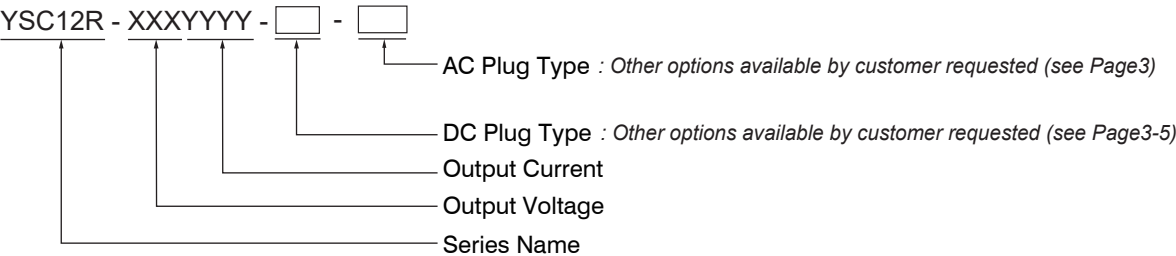 YSC12R - XXXYYYY - -
AC Plug Type : Other options available by customer requested (see Page3)
DC Plug Type : Other options available by customer requested (see Page3-5)
Output Current
Output Voltage
Series Name